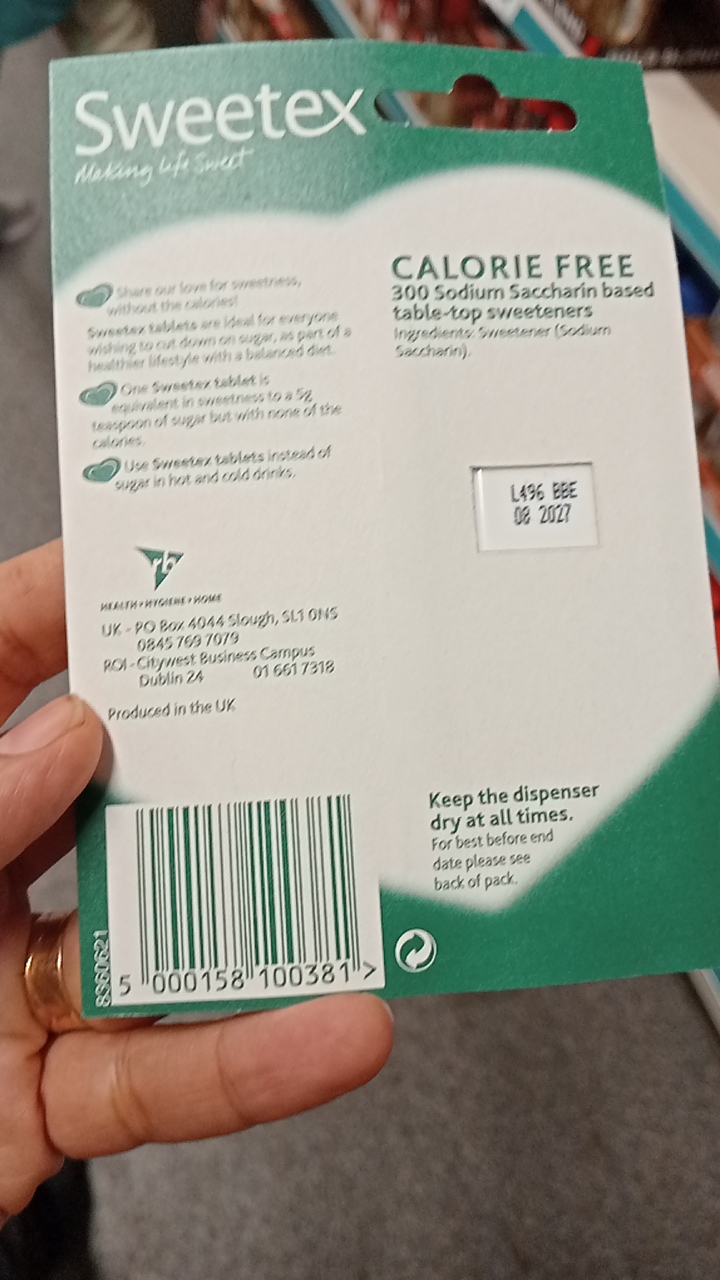 Sweetex
Making Life Sweet
Share our love for sweetness,
without the calories!
Sweetex tablets are ideal for everyone
wishing to cut down on sugar, as part of a
healthier lifestyle with a balanced diet.
One Sweetex tablet is
equivalent in sweetness to a 5g
teaspoon of sugar but with none of the
calories.
Use Sweetex tablets instead of
sugar in hot and cold drinks.
rb
HEALTH • HYGIENE • HOME
UK - PO Box 4044 Slough, SL1 0NS
0845 769 7079
ROI - Citywest Business Campus
Dublin 24 01 661 7318
Produced in the UK
8360621
5 000158 100381 >
CALORIE FREE
300 Sodium Saccharin based
table-top sweeteners
Ingredients: Sweetener (Sodium
Saccharin).
L496 BBE
08 2027
Keep the dispenser
dry at all times.
For best before end
date please see
back of pack.